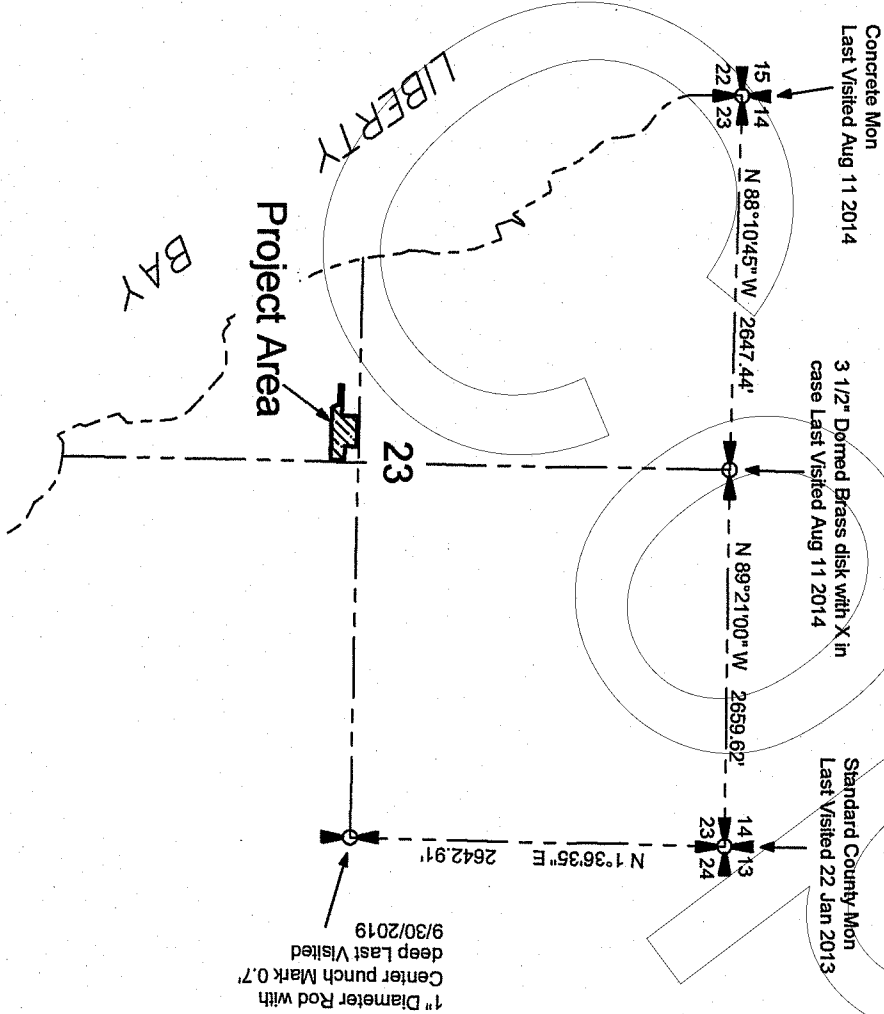 Concrete Mon
Last Visited Aug 11 2014
15
14
22
23
N 88°10'45" W 2647.44'
3 1/2" Domed Brass disk with X in
case Last Visited Aug 11 2014
N 89°21'00" W 2659.62'
Standard County Mon
Last Visited 22 Jan 2013
14
13
23
24
N 1°36'35" E 2642.91'
1" Diameter Rod with
Center punch Mark 0.7'
deep Last Visited
9/30/2019
23
Project Area
LIBERTY
BAY